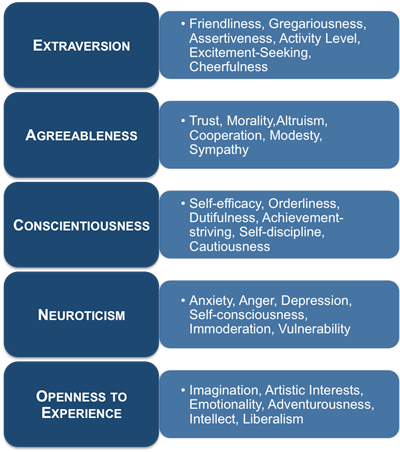 EXTRAVERSION
• Friendliness, Gregariousness,
Assertiveness, Activity Level,
Excitement-Seeking,
Cheerfulness
AGREEABLENESS
• Trust, Morality,Altruism,
Cooperation, Modesty,
Sympathy
CONSCIENTIOUSNESS
• Self-efficacy, Orderliness,
Dutifulness, Achievement-
striving, Self-discipline,
Cautiousness
NEUROTICISM
• Anxiety, Anger, Depression,
Self-consciousness,
Immoderation, Vulnerability
OPENNESS TO
EXPERIENCE
• Imagination, Artistic Interests,
Emotionality, Adventurousness,
Intellect, Liberalism